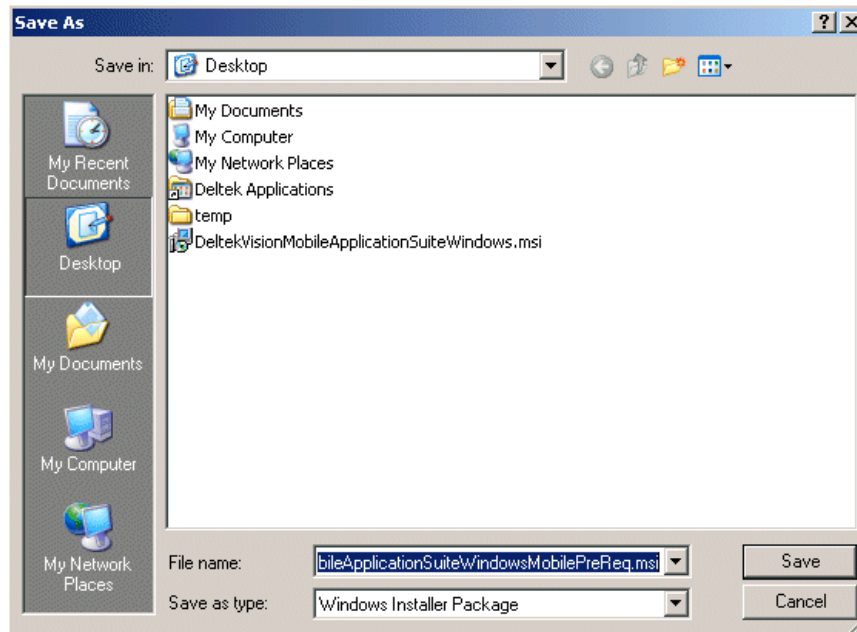 Save As
Save in:
Desktop
My Recent
Documents
Desktop
My Documents
My Computer
My Network
Places
My Documents
My Computer
My Network Places
Deltek Applications
temp
DeltekVisionMobileApplicationSuiteWindows.msi
File name:
bileApplicationSuiteWindowsMobilePreReq.msi
Save
Save as type:
Windows Installer Package
Cancel